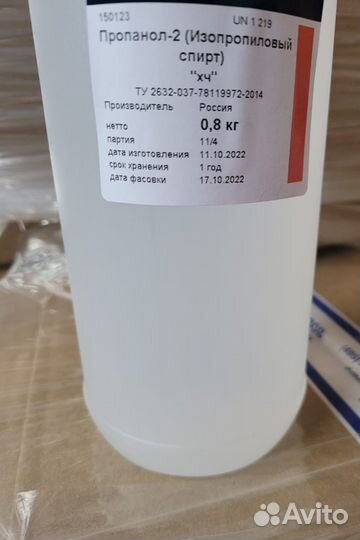 150123 UN 1 219
Пропанол-2 (Изопропиловый
спирт)
"хч"
ТУ 2632-037-78119972-2014
Производитель Россия
нетто 0,8 кг
партия 11/4
дата изготовления 11.10.2022
срок хранения 1 год
дата фасовки 17.10.2022
Avito